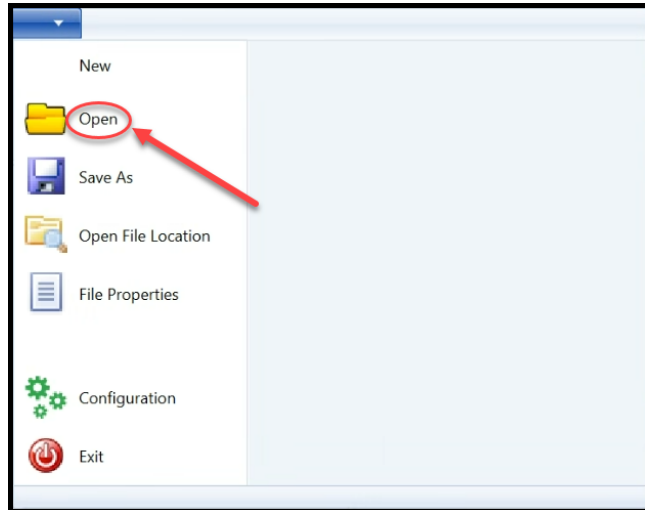 New
Open
Save As
Open File Location
File Properties
Configuration
Exit